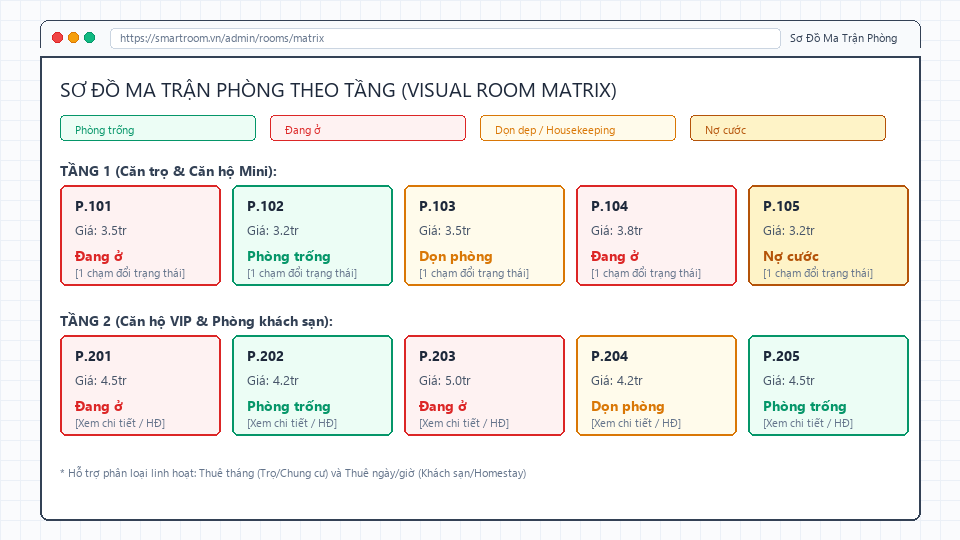 https://smartroom.vn/admin/rooms/matrix
Sơ Đồ Ma Trận Phòng
SƠ ĐỒ MA TRẬN PHÒNG THEO TẦNG (VISUAL ROOM MATRIX)
Phòng trống
Đang ở
Dọn dẹp / Housekeeping
Nợ cước
TẦNG 1 (Căn trọ & Căn hộ Mini):
P.101
Giá: 3.5tr
Đang ở
[1 chạm đổi trạng thái]
P.102
Giá: 3.2tr
Phòng trống
[1 chạm đổi trạng thái]
P.103
Giá: 3.5tr
Dọn phòng
[1 chạm đổi trạng thái]
P.104
Giá: 3.8tr
Đang ở
[1 chạm đổi trạng thái]
P.105
Giá: 3.2tr
Nợ cước
[1 chạm đổi trạng thái]
TẦNG 2 (Căn hộ VIP & Phòng khách sạn):
P.201
Giá: 4.5tr
Đang ở
[Xem chi tiết / HĐ]
P.202
Giá: 4.2tr
Phòng trống
[Xem chi tiết / HĐ]
P.203
Giá: 5.0tr
Đang ở
[Xem chi tiết / HĐ]
P.204
Giá: 4.2tr
Dọn phòng
[Xem chi tiết / HĐ]
P.205
Giá: 4.5tr
Phòng trống
[Xem chi tiết / HĐ]
* Hỗ trợ phân loại linh hoạt: Thuê tháng (Trọ/Chung cư) và Thuê ngày/giờ (Khách sạn/Homestay)